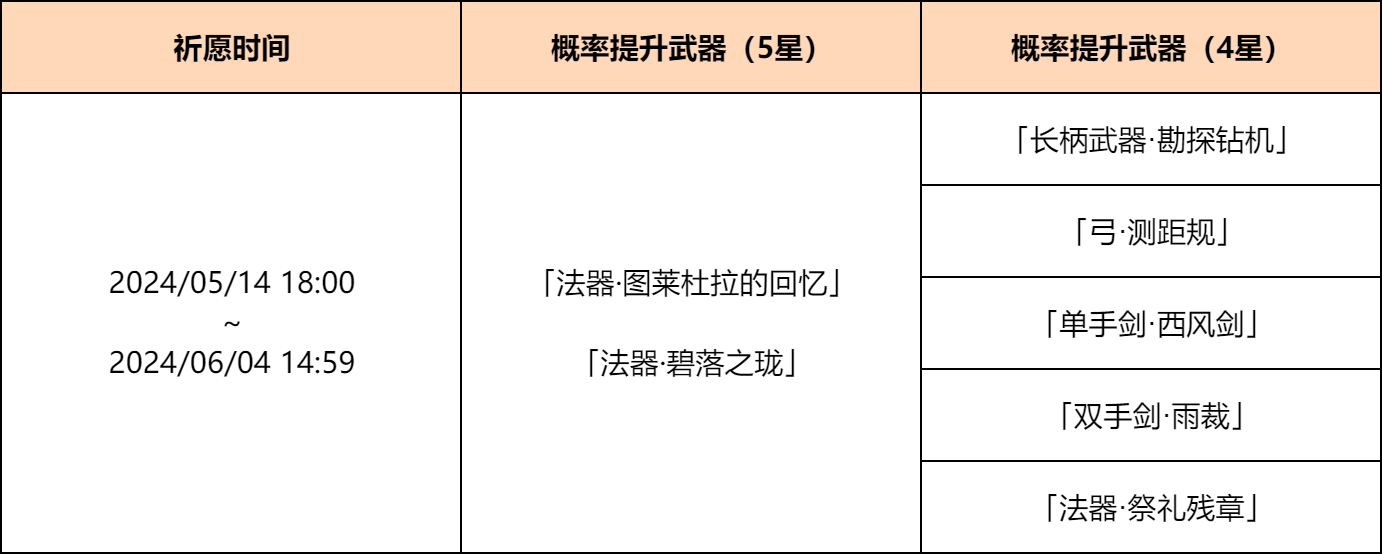 祈愿时间
概率提升武器（5星）
概率提升武器（4星）
2024/05/14 18:00
~
2024/06/04 14:59
「法器·图莱杜拉的回忆」
「法器·碧落之珑」
「长柄武器·勘探钻机」
「弓·测距规」
「单手剑·西风剑」
「双手剑·雨裁」
「法器·祭礼残章」